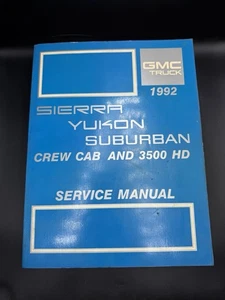 GMC
TRUCK
1992
SIERRA
YUKON
SUBURBAN
CREW CAB AND 3500 HD
SERVICE MANUAL